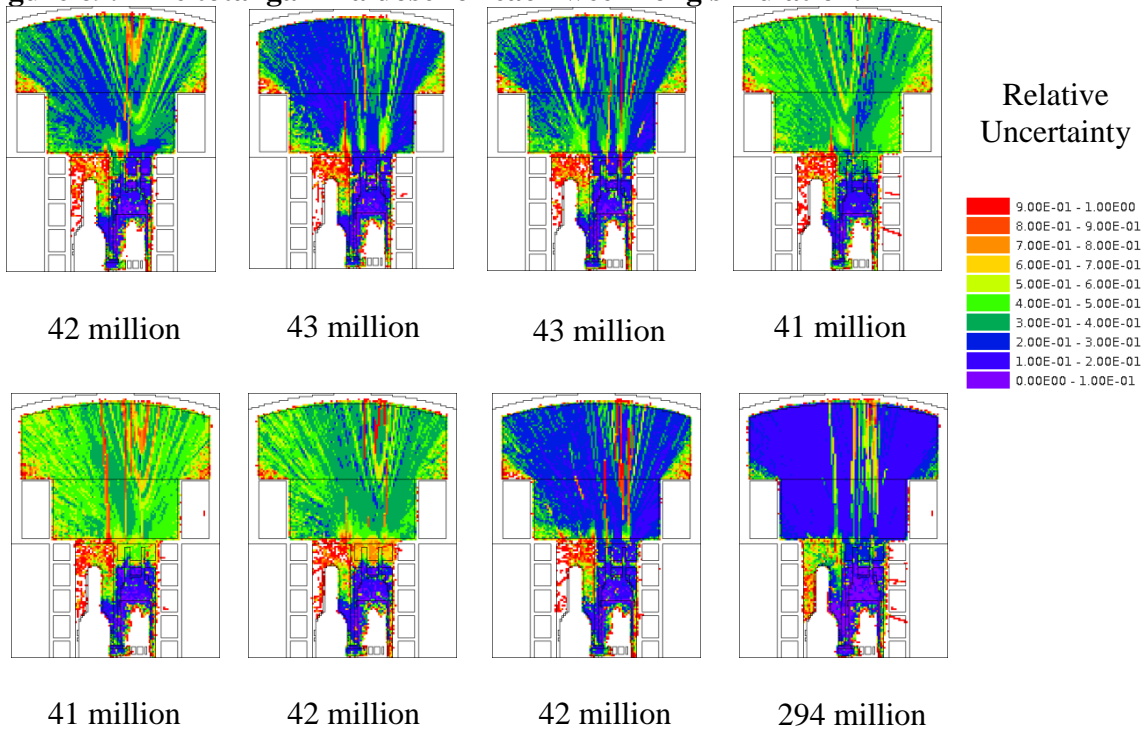 42 million
43 million
43 million
41 million
Relative
Uncertainty
9.00E-01 - 1.00E00
8.00E-01 - 9.00E-01
7.00E-01 - 8.00E-01
6.00E-01 - 7.00E-01
5.00E-01 - 6.00E-01
4.00E-01 - 5.00E-01
3.00E-01 - 4.00E-01
2.00E-01 - 3.00E-01
1.00E-01 - 2.00E-01
0.00E00 - 1.00E-01
41 million
42 million
42 million
294 million